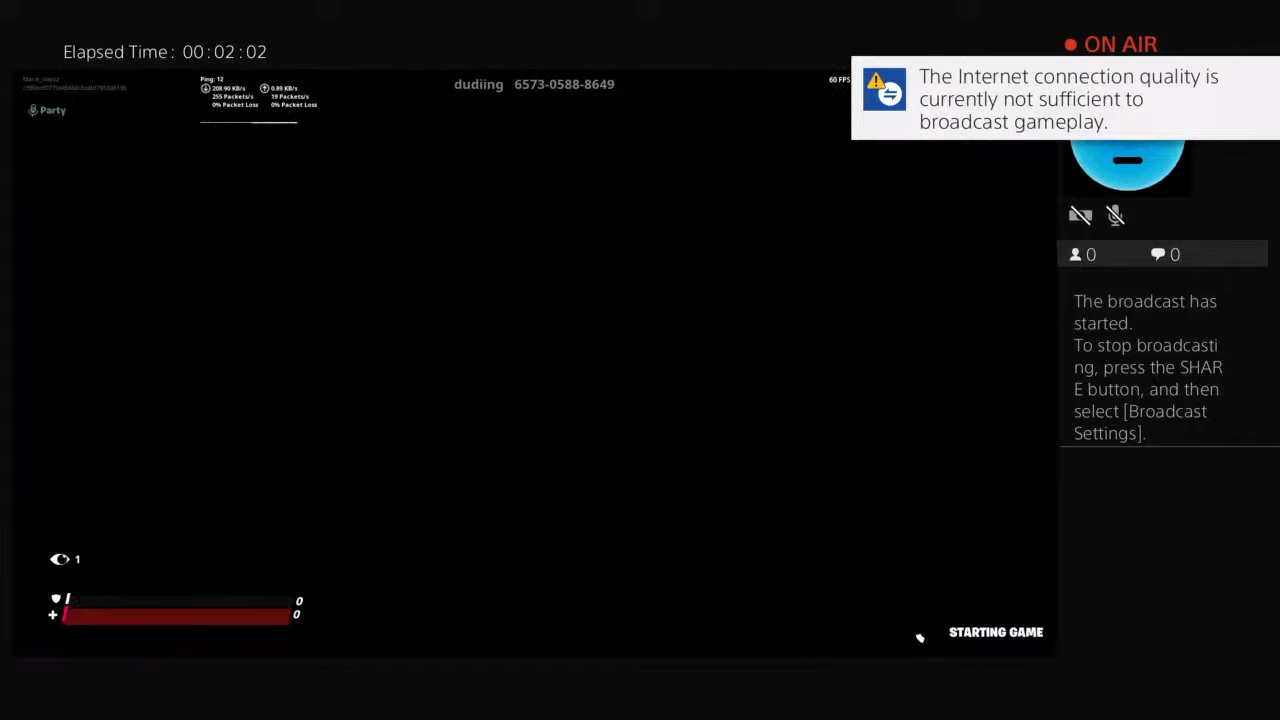 Elapsed Time: 00:02:02
ON AIR
The Internet connection quality is
currently not sufficient to
broadcast gameplay.
Ping: 12
208.90 KB/s 0.89 KB/s
255 Packets/s 19 Packets/s
0% Packet Loss 0% Packet Loss
dudiing 6573-0588-8649
60 FPS
Party
0 0
The broadcast has
started.
To stop broadcasti
ng, press the SHAR
E button, and then
select [Broadcast
Settings].
1
0
0
STARTING GAME